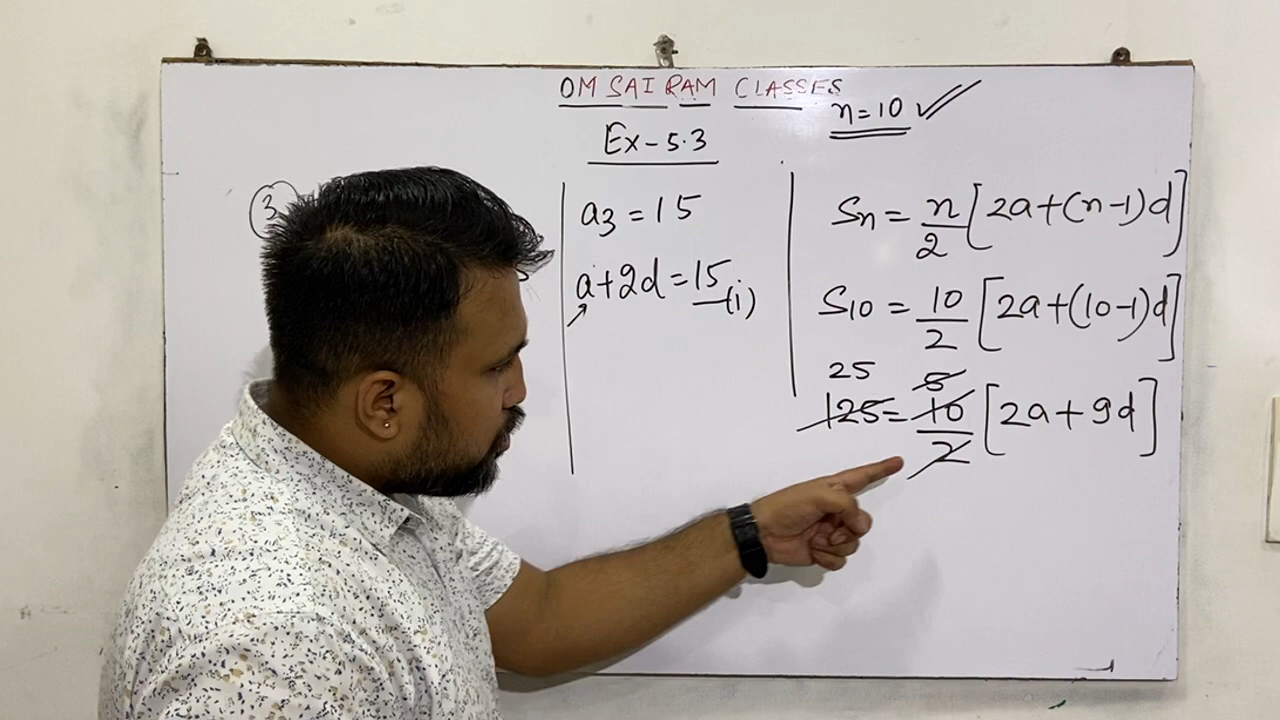 OM SAI RAM CLASSES
n=10 ✓
Ex-5.3
3
a3 = 15
a+2d = 15 —(i)
Sn = n/2 [2a+(n-1)d]
S10 = 10/2 [2a+(10-1)d]
25 5
125 = 10/2 [2a+9d]